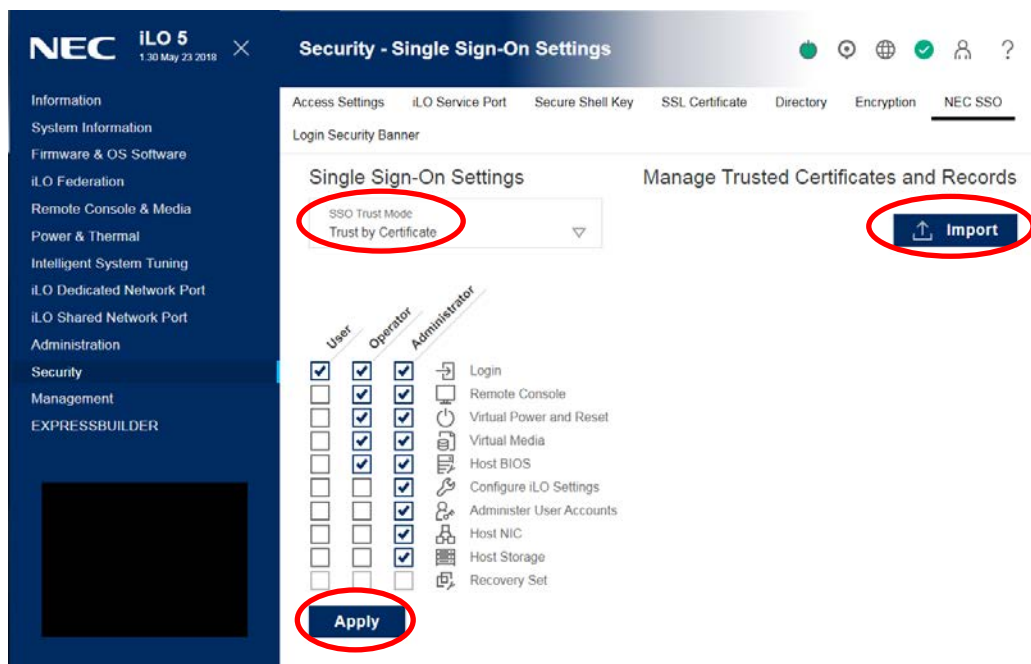 NEC iLO 5
1.30 May 23 2018
Security - Single Sign-On Settings
?
Information
System Information
Firmware & OS Software
iLO Federation
Remote Console & Media
Power & Thermal
Intelligent System Tuning
iLO Dedicated Network Port
iLO Shared Network Port
Administration
Security
Management
EXPRESSBUILDER
Access Settings iLO Service Port Secure Shell Key SSL Certificate Directory Encryption NEC SSO
Login Security Banner
Single Sign-On Settings
Manage Trusted Certificates and Records
SSO Trust Mode
Trust by Certificate
Import
User Operator Administrator
Login
Remote Console
Virtual Power and Reset
Virtual Media
Host BIOS
Configure iLO Settings
Administer User Accounts
Host NIC
Host Storage
Recovery Set
Apply